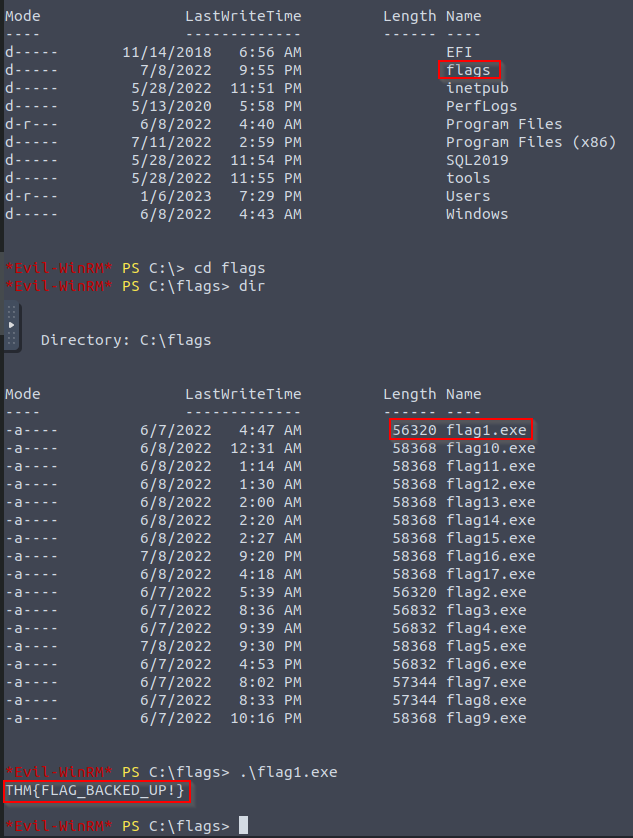 Mode                 LastWriteTime         Length Name
----                 -------------         ------ ----
d-----        11/14/2018   6:56 AM                EFI
d-----          7/8/2022   9:55 PM                flags
d-----         5/28/2022  11:51 PM                inetpub
d-----         5/13/2020   5:58 PM                PerfLogs
d-r---          6/8/2022   4:40 AM                Program Files
d-----         7/11/2022   2:59 PM                Program Files (x86)
d-----         5/28/2022  11:54 PM                SQL2019
d-----         5/28/2022  11:55 PM                tools
d-r---          1/6/2023   7:29 PM                Users
d-----          6/8/2022   4:43 AM                Windows
*Evil-WinRM* PS C:\> cd flags
*Evil-WinRM* PS C:\flags> dir
    Directory: C:\flags
Mode                 LastWriteTime         Length Name
----                 -------------         ------ ----
-a----          6/7/2022   4:47 AM          56320 flag1.exe
-a----          6/8/2022  12:31 AM          58368 flag10.exe
-a----          6/8/2022   1:14 AM          58368 flag11.exe
-a----          6/8/2022   1:30 AM          58368 flag12.exe
-a----          6/8/2022   2:00 AM          58368 flag13.exe
-a----          6/8/2022   2:20 AM          58368 flag14.exe
-a----          6/8/2022   2:27 AM          58368 flag15.exe
-a----          7/8/2022   9:20 PM          58368 flag16.exe
-a----          6/8/2022   4:18 AM          58368 flag17.exe
-a----          6/7/2022   5:39 AM          56320 flag2.exe
-a----          6/7/2022   8:36 AM          56832 flag3.exe
-a----          6/7/2022   9:39 AM          56832 flag4.exe
-a----          7/8/2022   9:30 PM          58368 flag5.exe
-a----          6/7/2022   4:53 PM          56832 flag6.exe
-a----          6/7/2022   8:02 PM          57344 flag7.exe
-a----          6/7/2022   8:33 PM          57344 flag8.exe
-a----          6/7/2022  10:16 PM          58368 flag9.exe
*Evil-WinRM* PS C:\flags> .\flag1.exe
THM{FLAG_BACKED_UP!}
*Evil-WinRM* PS C:\flags>